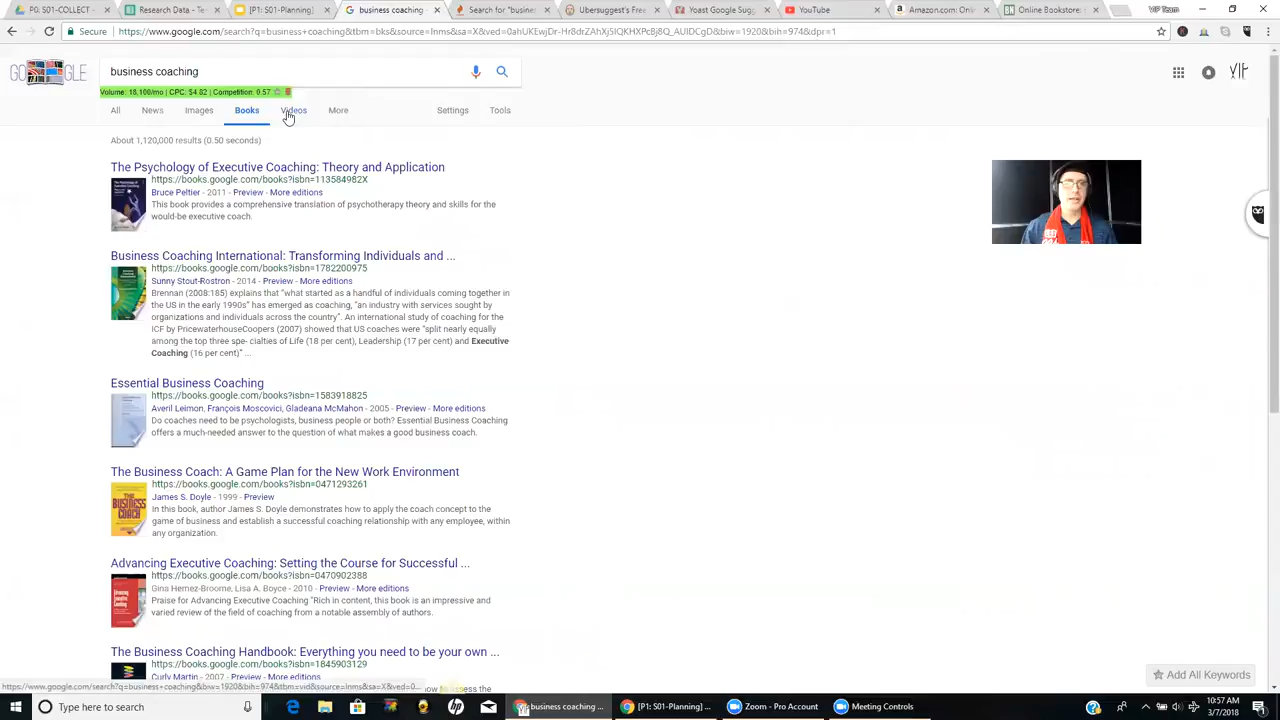 P0: S01-COLLECT
Research Data -
[P1: S01-Planning]
business coaching
Search for "busine
Ubersuggest's Free
Yoast Google Sugg
YouTube
Amazon.com: Onlin
Online Bookstore:
VIP Team
Secure | https://www.google.com/search?q=business+coaching&tbm=bks&source=lnms&sa=X&ved=
GOOGLE
business coaching
VIP
Volume: 18,100/mo | CPC: $4.82 | Competition: 0.57
All News Images Books Videos More Settings Tools
About 1,120,000 results (0.50 seconds)
The Psychology of Executive Coaching: Theory and Application
https://books.google.com/books?isbn=113584982X
Bruce Peltier - 2011 - Preview - More editions
This book provides a comprehensive translation of psychotherapy theory and skills for the
would-be executive coach.
Business Coaching International: Transforming Individuals and ...
https://books.google.com/books?isbn=1782200975
Sunny Stout-Rostron - 2014 - Preview - More editions
Brennan (2008:185) explains that “what started as a handful of individuals coming together in
the US in the early 1990s” has emerged as coaching, “an industry with services sought by
organizations and individuals across the country”. An international study of coaching for the
ICF by PricewaterhouseCoopers (2007) showed that US coaches were “split nearly equally
among the top three spe- cialties of Life (18 per cent), Leadership (17 per cent) and Executive
Coaching (16 per cent)” ...
Essential Business Coaching
https://books.google.com/books?isbn=1583918825
Averil Leimon, François Moscovici, Gladeana McMahon - 2005 - Preview - More editions
Do coaches need to be psychologists, business people or both? Essential Business Coaching
offers a much-needed answer to the question of what makes a good business coach.
The Business Coach: A Game Plan for the New Work Environment
https://books.google.com/books?isbn=0471293261
James S. Doyle - 1999 - Preview
THE BUSINESS COACH
In this book, author James S. Doyle demonstrates how to apply the coach concept to the
game of business and establish a successful coaching relationship with any employee, within
any organization.
Advancing Executive Coaching: Setting the Course for Successful ...
https://books.google.com/books?isbn=0470902388
Gina Hernez-Broome, Lisa A. Boyce - 2010 - Preview - More editions
Praise for Advancing Executive Coaching "Rich in content, this book is an impressive and
varied review of the field of coaching from a notable assembly of authors.
The Business Coaching Handbook: Everything you need to be your own ...
https://books.google.com/books?isbn=1845903129
Curly Martin - 2007 - Preview - More editions
the
Add All Keywords
https://www.google.com/search?q=business+coaching&biw=1920&bih=974&tbm=vid&source=lnms&sa=X&ved=0...
Type here to search
business coaching ...
[P1: S01-Planning] ...
Zoom - Pro Account
Meeting Controls
10:57 AM
3/7/2018